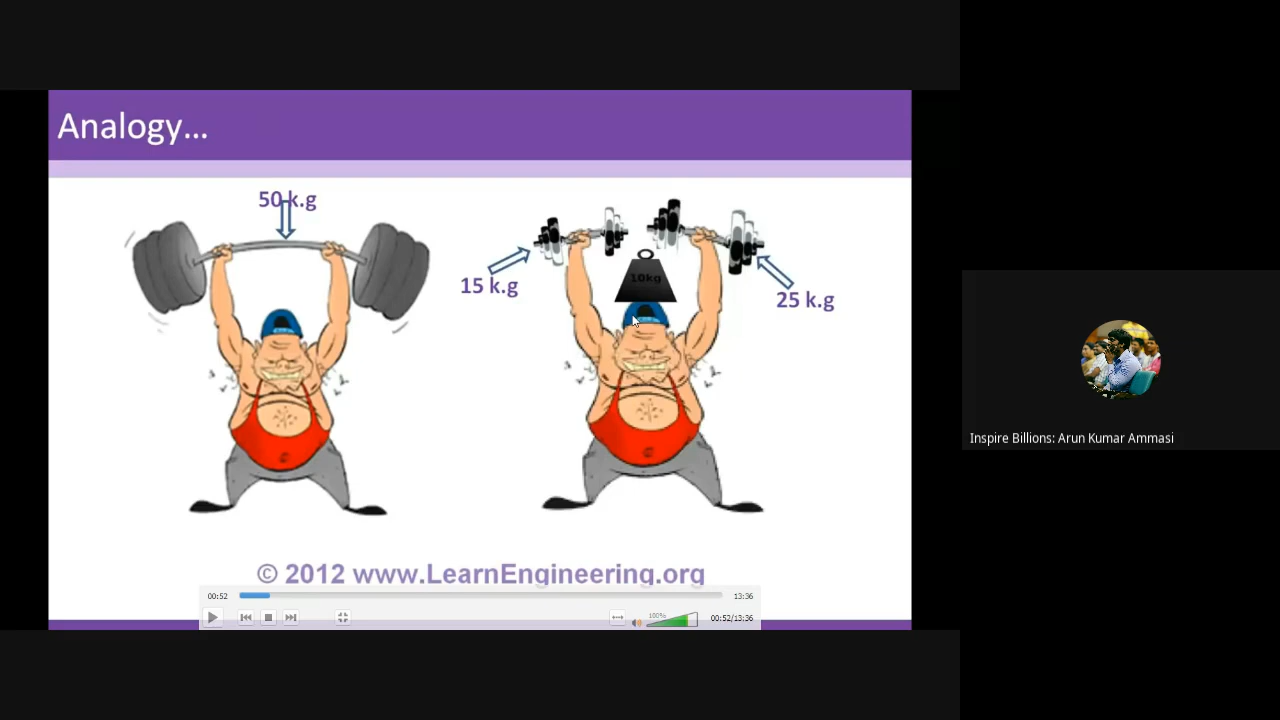 Analogy...
50 k.g
15 k.g
10kg
25 k.g
© 2012 www.LearnEngineering.org
00:52
13:36
100%
00:52/13:36
Inspire Billions: Arun Kumar Ammasi